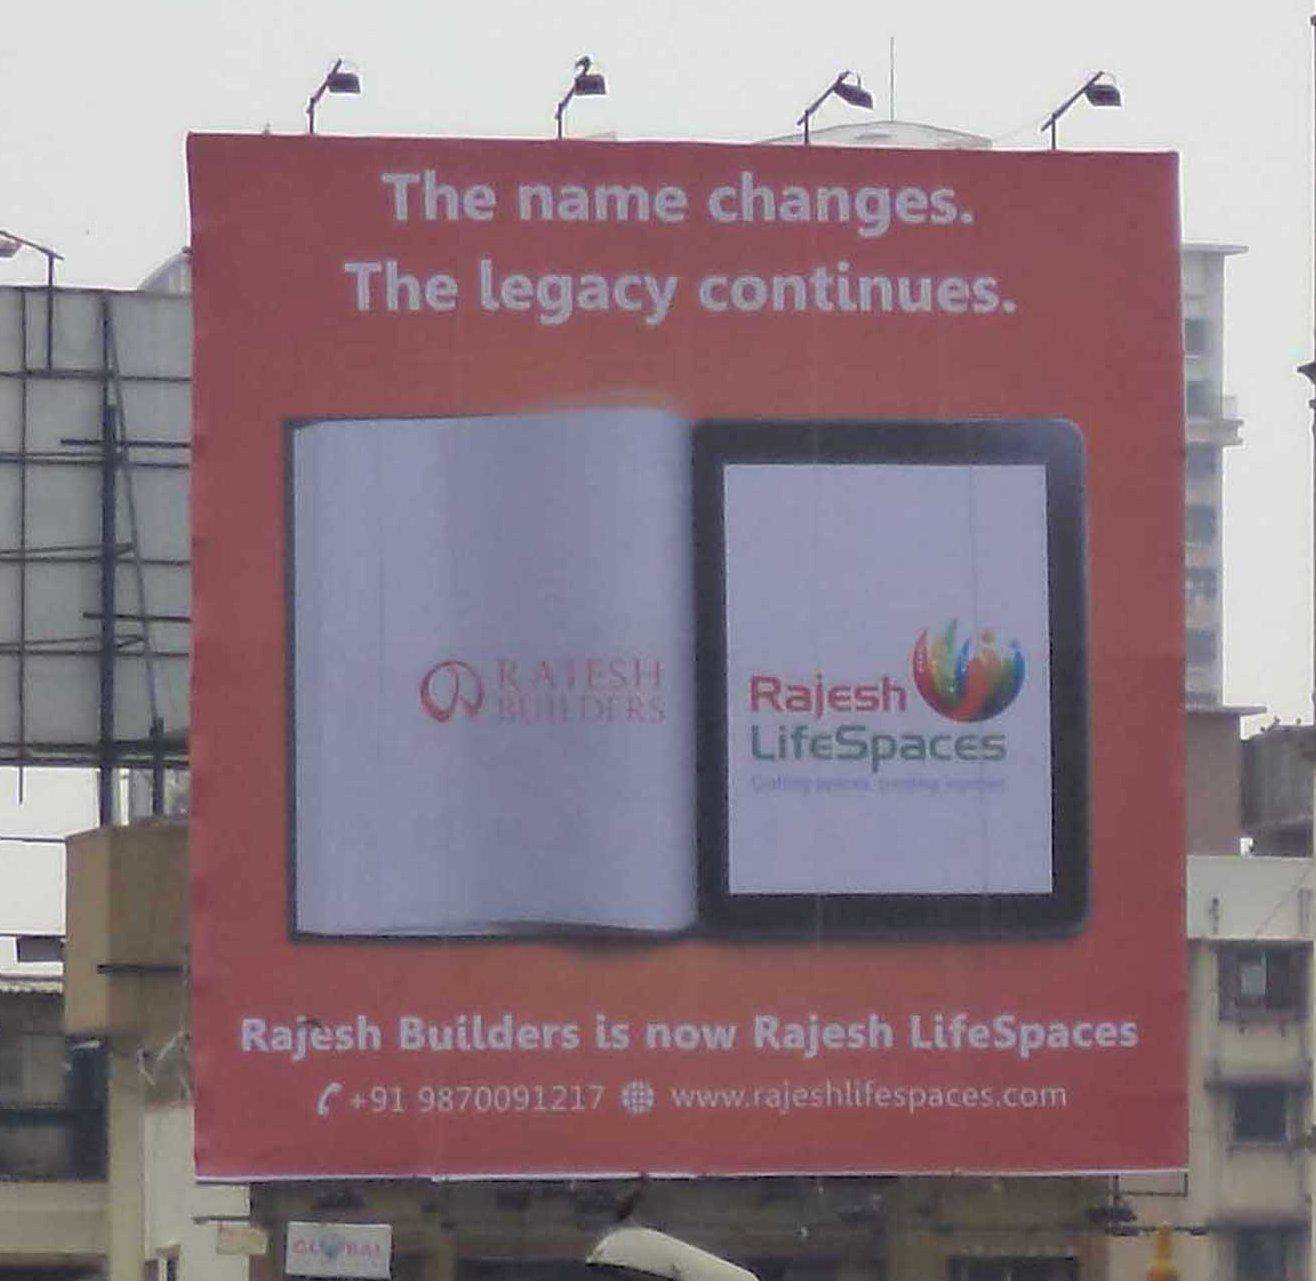 The name changes.
The legacy continues.
RAJESH
BUILDERS
Rajesh
LifeSpaces
Rajesh Builders is now Rajesh LifeSpaces
+91 9870091217 www.rajeshlifespaces.com
GLOBAL